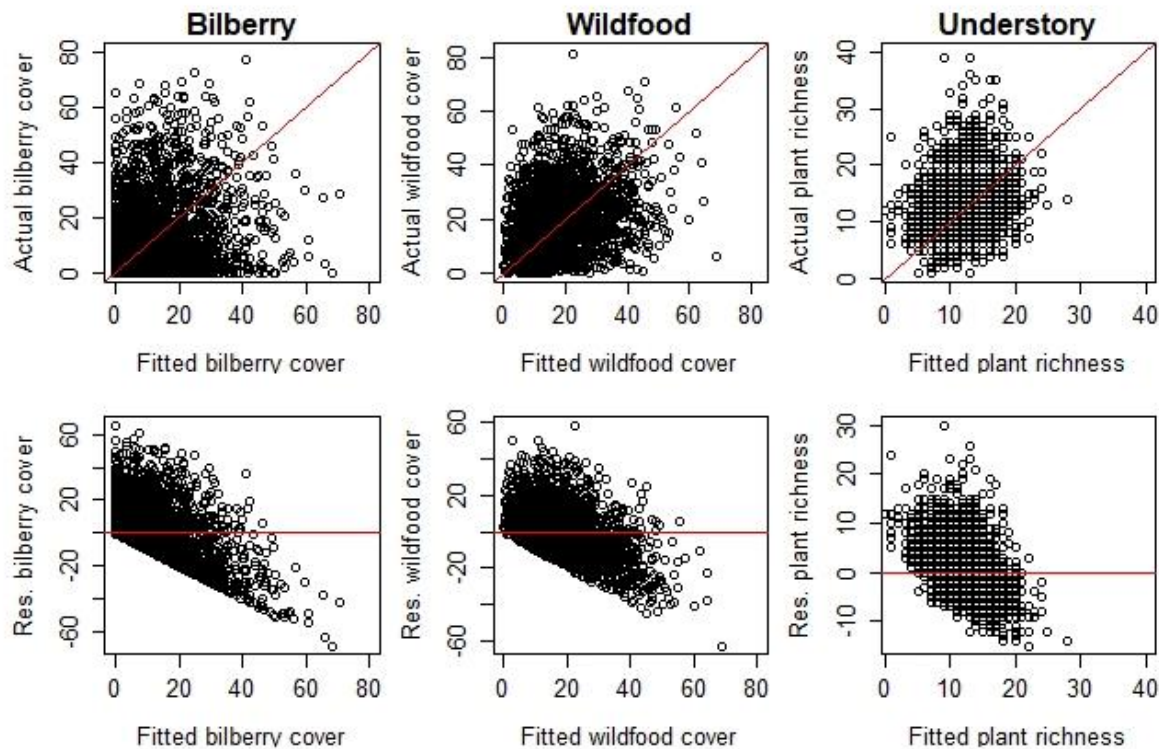 Bilberry
Wildfood
Understory
Actual bilberry cover
0 20 40 60 80
0 20 40 60 80
Fitted bilberry cover
Actual wildfood cover
0 20 40 60 80
0 20 40 60 80
Fitted wildfood cover
Actual plant richness
0 10 20 30 40
0 10 20 30 40
Fitted plant richness
Res. bilberry cover
-60 -20 20 60
0 20 40 60 80
Fitted bilberry cover
Res. wildfood cover
-60 -20 20 60
0 20 40 60 80
Fitted wildfood cover
Res. plant richness
-10 0 10 20 30
0 10 20 30 40
Fitted plant richness